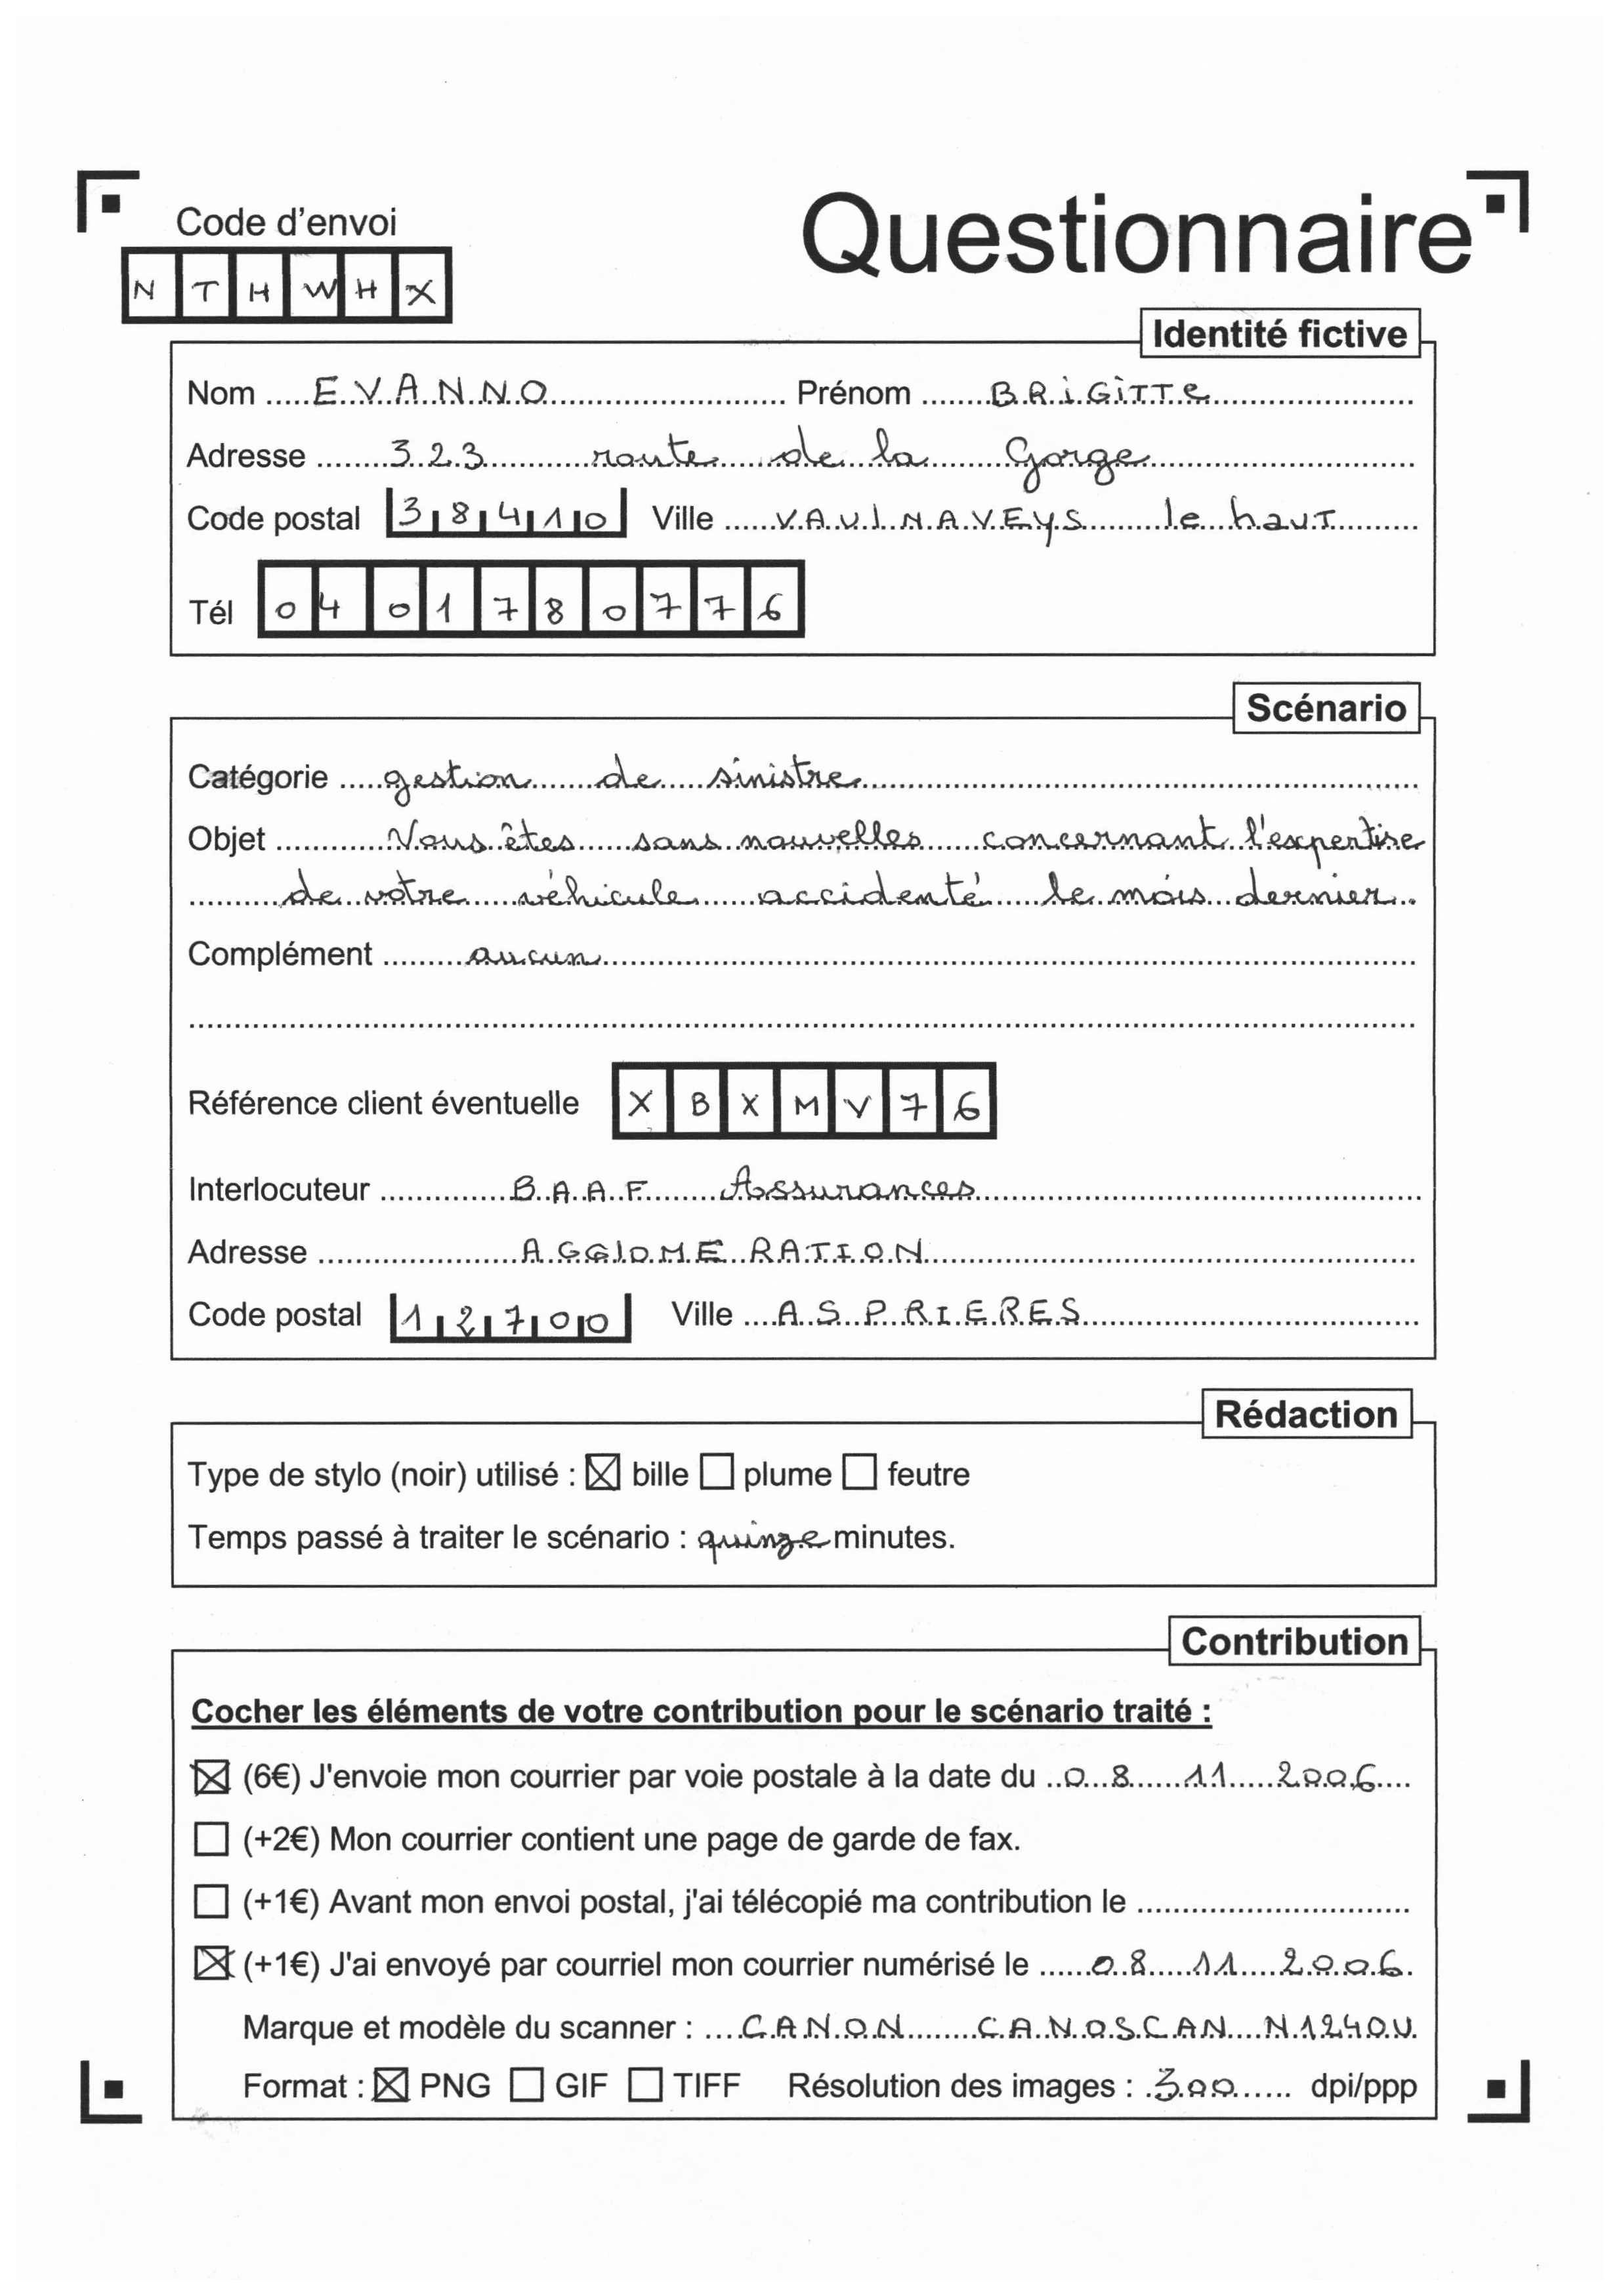 Code d'envoi
Questionnaire
N T H W H X
Identité fictive
Nom EVANNO Prénom BRIGITTE
Adresse 323 route de la Gorge
Code postal 38410 Ville VAULNAVEYS le haut
Tél 0401780776
Scénario
Catégorie gestion de sinistre
Objet Vous êtes sans nouvelles concernant l'expertise
de votre véhicule accidenté le mois dernier.
Complément aucun
Référence client éventuelle X B X M V 7 6
Interlocuteur BAAF Assurances
Adresse AGGLOMERATION
Code postal 12700 Ville ASPRIERES
Rédaction
Type de stylo (noir) utilisé : ☒ bille ☐ plume ☐ feutre
Temps passé à traiter le scénario : quinze minutes.
Contribution
Cocher les éléments de votre contribution pour le scénario traité :
☒ (6€) J'envoie mon courrier par voie postale à la date du 08 11 2006
☐ (+2€) Mon courrier contient une page de garde de fax.
☐ (+1€) Avant mon envoi postal, j'ai télécopié ma contribution le
☒ (+1€) J'ai envoyé par courriel mon courrier numérisé le 08 11 2006.
Marque et modèle du scanner : CANON CANOSCAN N1240U.
Format : ☒ PNG ☐ GIF ☐ TIFF Résolution des images : 300 dpi/ppp